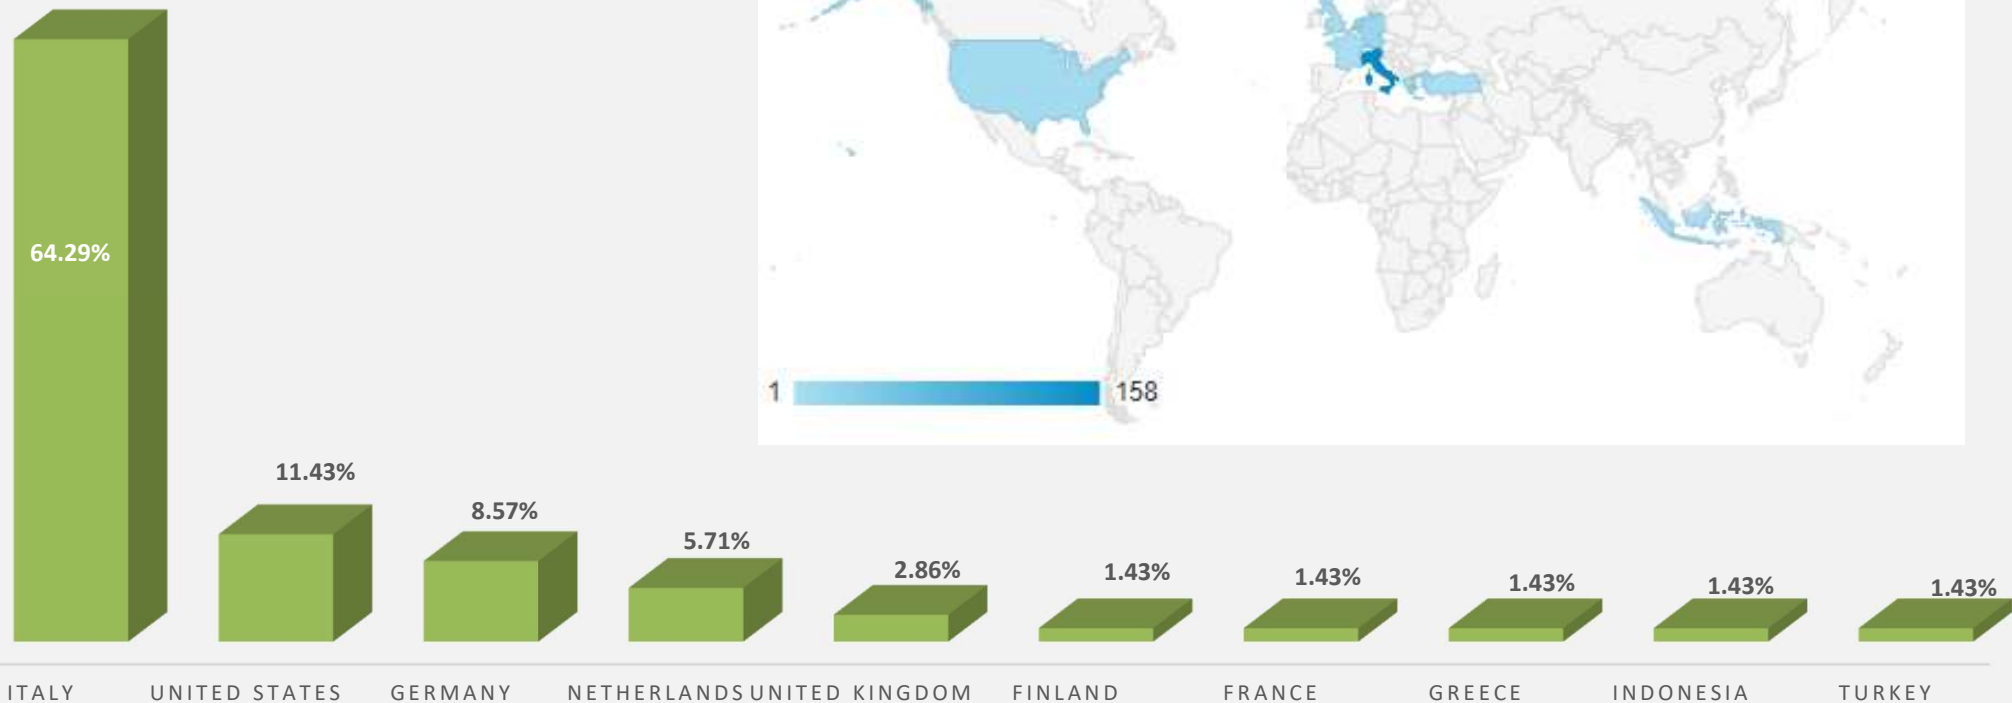 64.29%
1
158
11.43%
8.57%
5.71%
2.86%
1.43%
1.43%
1.43%
1.43%
1.43%
ITALY
UNITED STATES
GERMANY
NETHERLANDS
UNITED KINGDOM
FINLAND
FRANCE
GREECE
INDONESIA
TURKEY